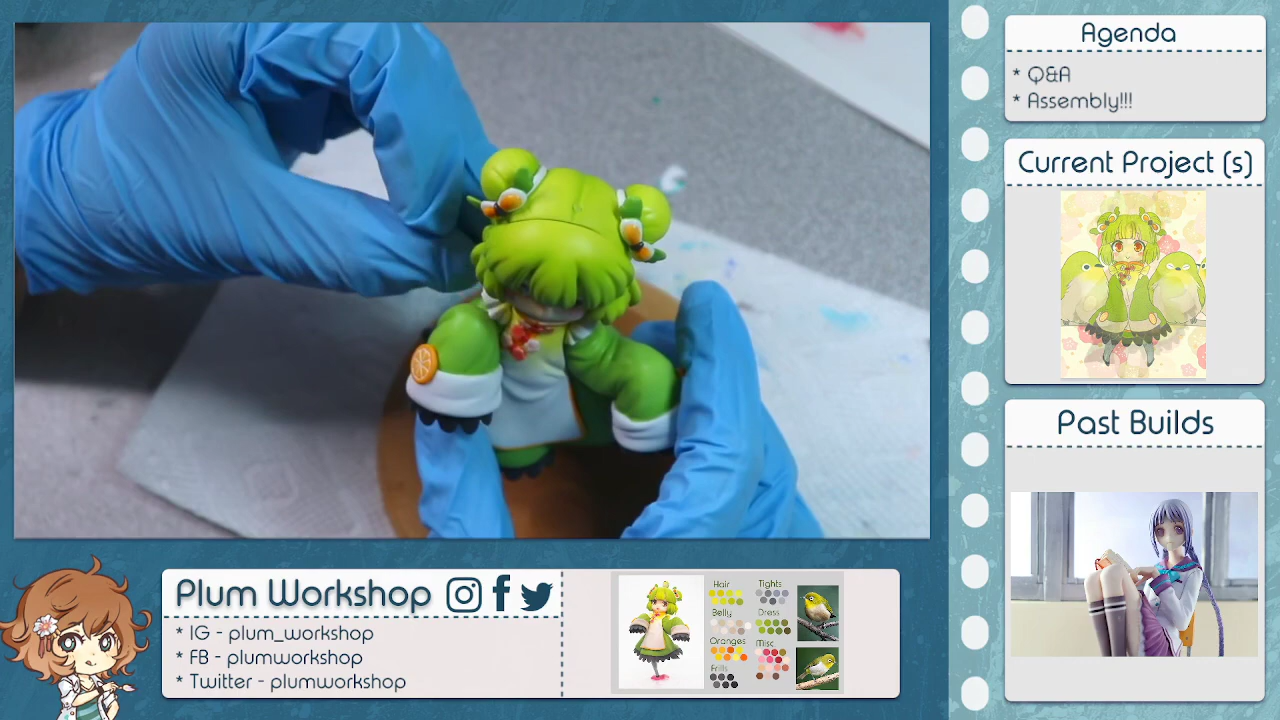 Agenda
* Q&A
* Assembly!!!
Current Project (s)
Past Builds
Plum Workshop
* IG - plum_workshop
* FB - plumworkshop
* Twitter - plumworkshop
Hair
Tights
Belly
Dress
Oranges
Misc
Frills